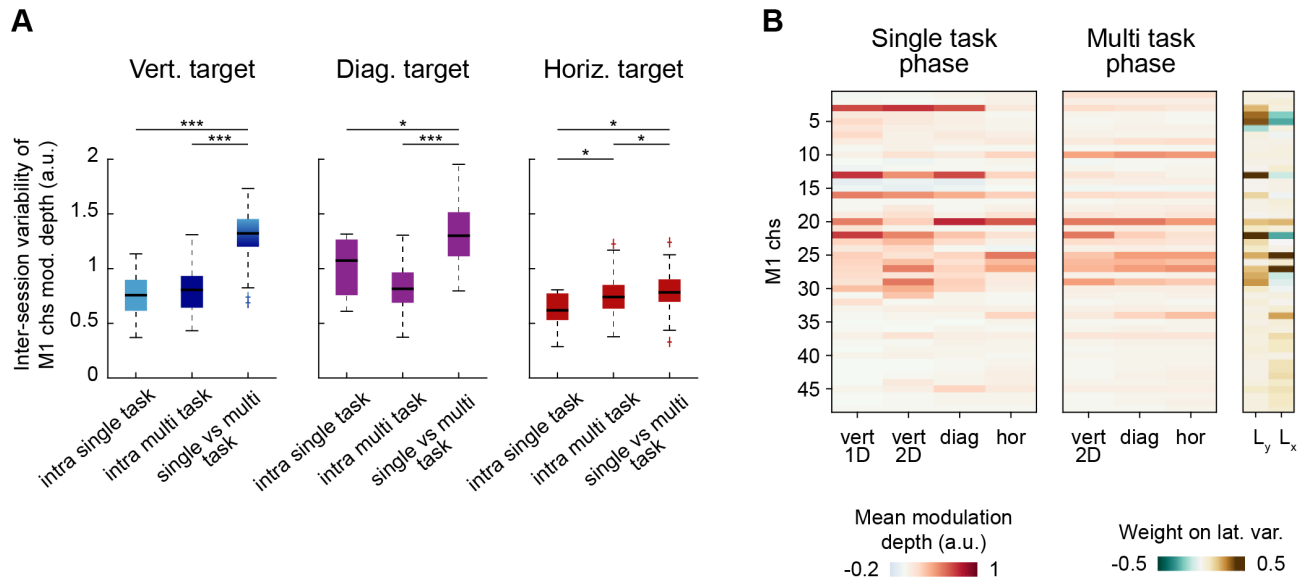 A
B
Vert. target
Diag. target
Horiz. target
Single task
phase
Multi task
phase
Inter-session variability of
M1 chs mod. depth (a.u.)
2
1.5
1
0.5
0
***
***
*
***
*
*
*
intra single task
intra multi task
single vs multi
task
intra single task
intra multi task
single vs multi
task
intra single task
intra multi task
single vs multi
task
M1 chs
5
10
15
20
25
30
35
40
45
vert
1D
vert
2D
diag
hor
vert
2D
diag
hor
Ly
Lx
Mean modulation
depth (a.u.)
-0.2
1
Weight on lat. var.
-0.5
0.5